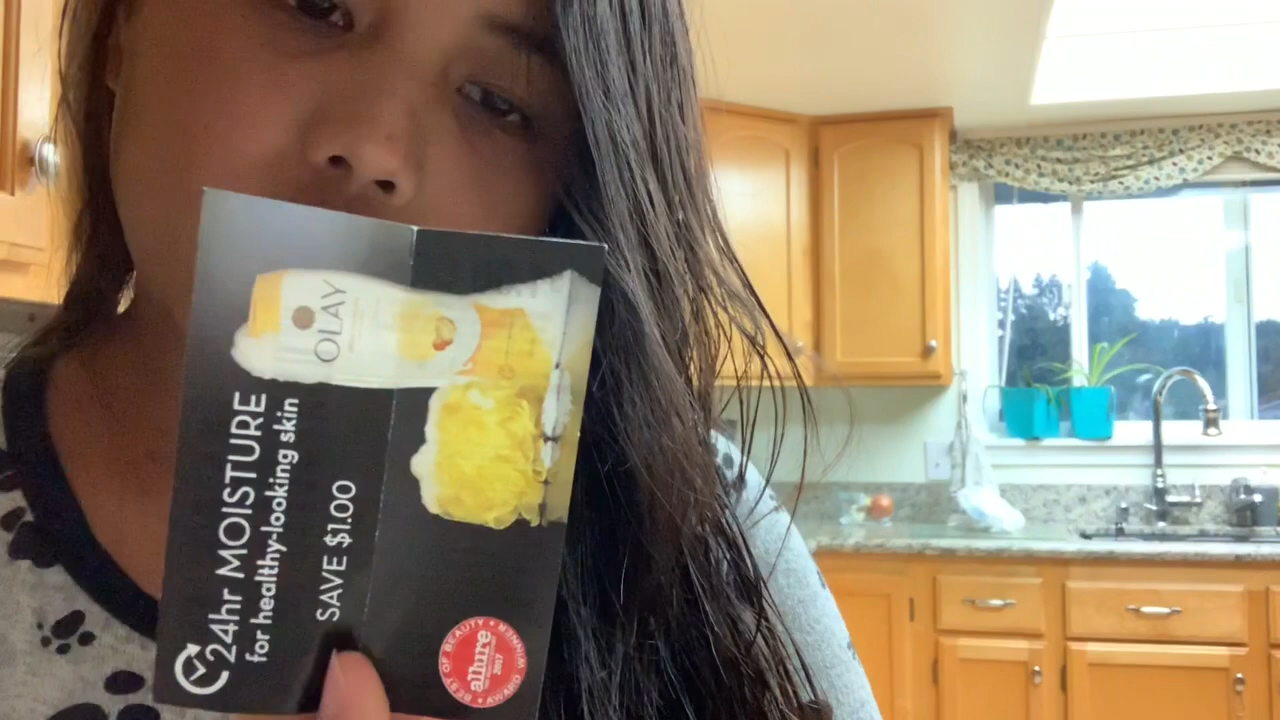 OLAY
24hr MOISTURE
for healthy-looking skin
SAVE $1.00
BEST OF BEAUTY • AWARD WINNER •
allure
2017